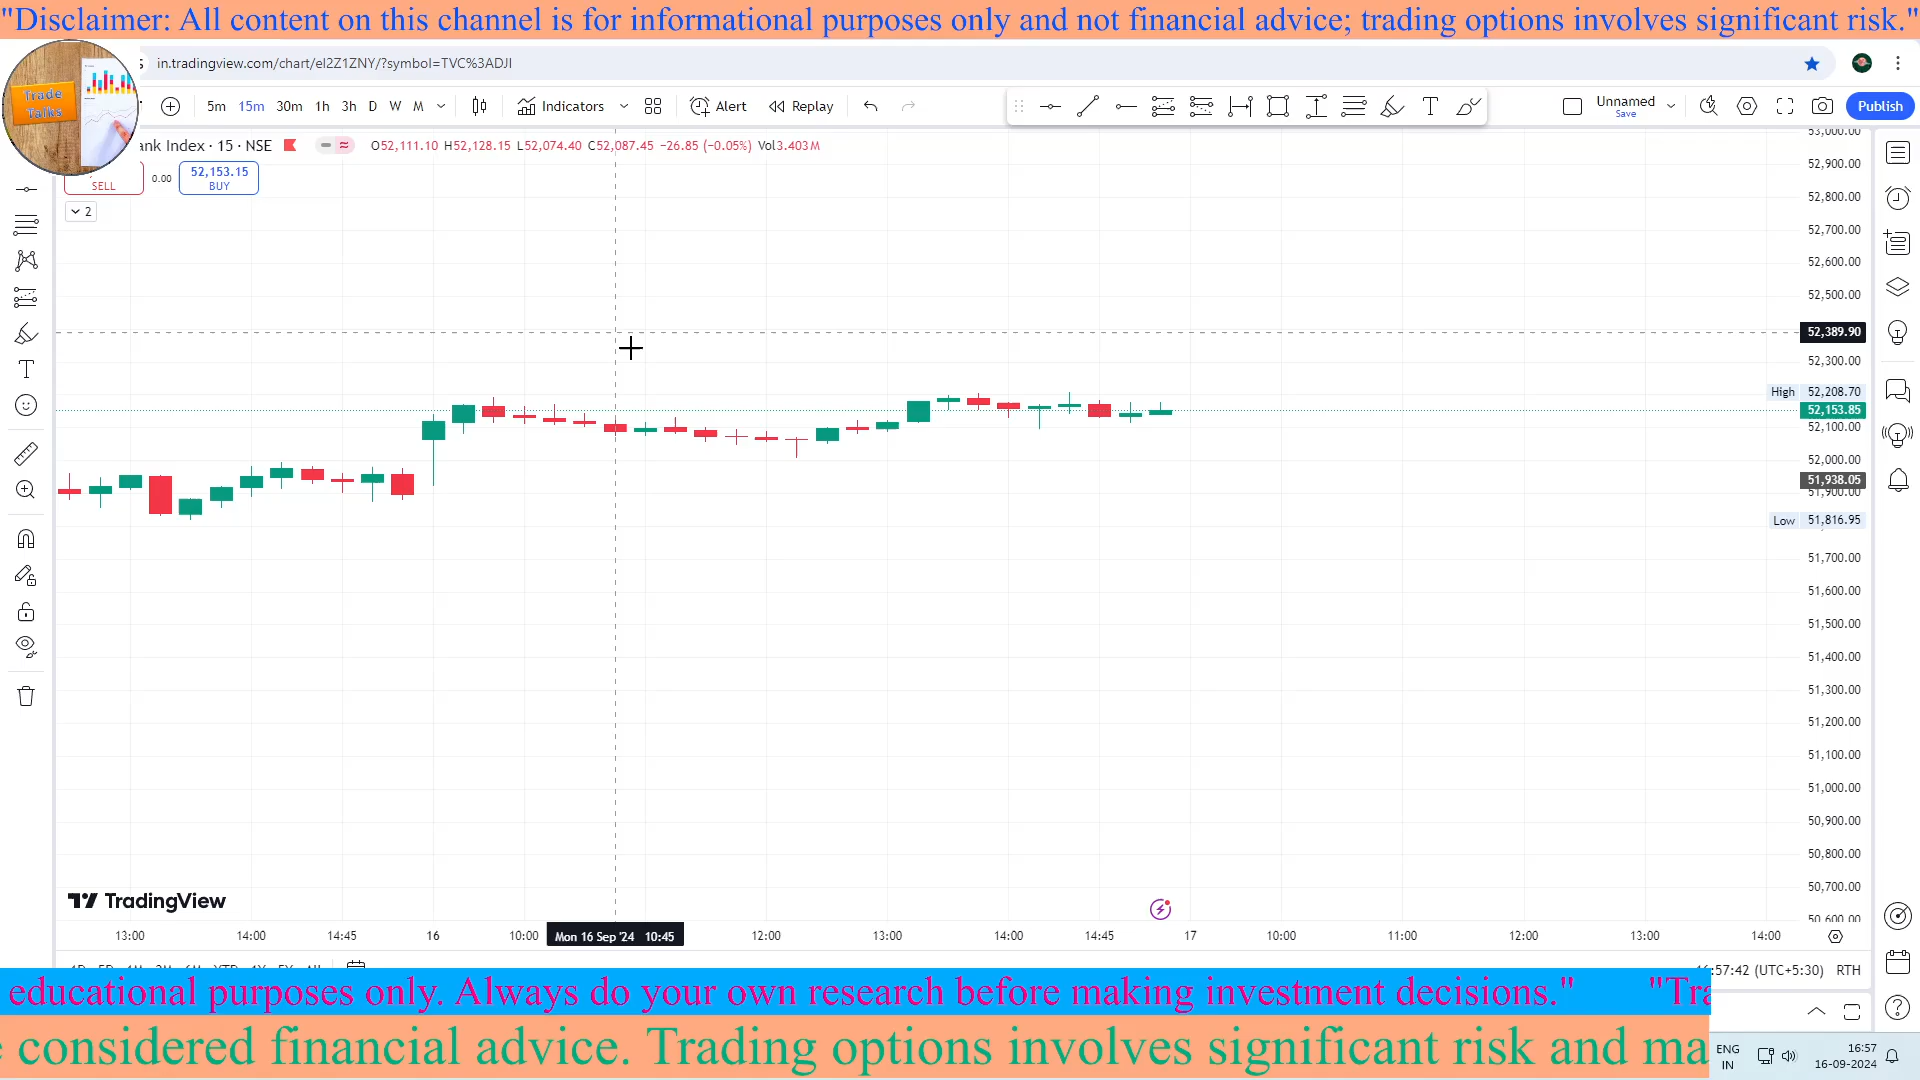 "Disclaimer: All content on this channel is for informational purposes only and not financial advice; trading options involves significant risk."
in.tradingview.com/chart/eI2Z1ZNY/?symbol=TVC%3ADJI
Trade
Talks
5m 15m 30m 1h 3h D W M Indicators Alert Replay Unnamed Save Publish
ank Index · 15 · NSE O52,111.10 H52,128.15 L52,074.40 C52,087.45 −26.85 (−0.05%) Vol3.403M
SELL 0.00 52,153.15 BUY
2
53,000.00
52,900.00
52,800.00
52,700.00
52,600.00
52,500.00
52,389.90
52,300.00
High 52,208.70
52,153.85
52,100.00
52,000.00
51,938.05
51,900.00
Low 51,816.95
51,700.00
51,600.00
51,500.00
51,400.00
51,300.00
51,200.00
51,100.00
51,000.00
50,900.00
50,800.00
50,700.00
50,600.00
TradingView
13:00 14:00 14:45 16 10:00 Mon 16 Sep '24 10:45 12:00 13:00 14:00 14:45 17 10:00 11:00 12:00 13:00 14:00
:57:42 (UTC+5:30) RTH
educational purposes only. Always do your own research before making investment decisions." "Tra
considered financial advice. Trading options involves significant risk and ma
ENG
IN
16:57
16-09-2024